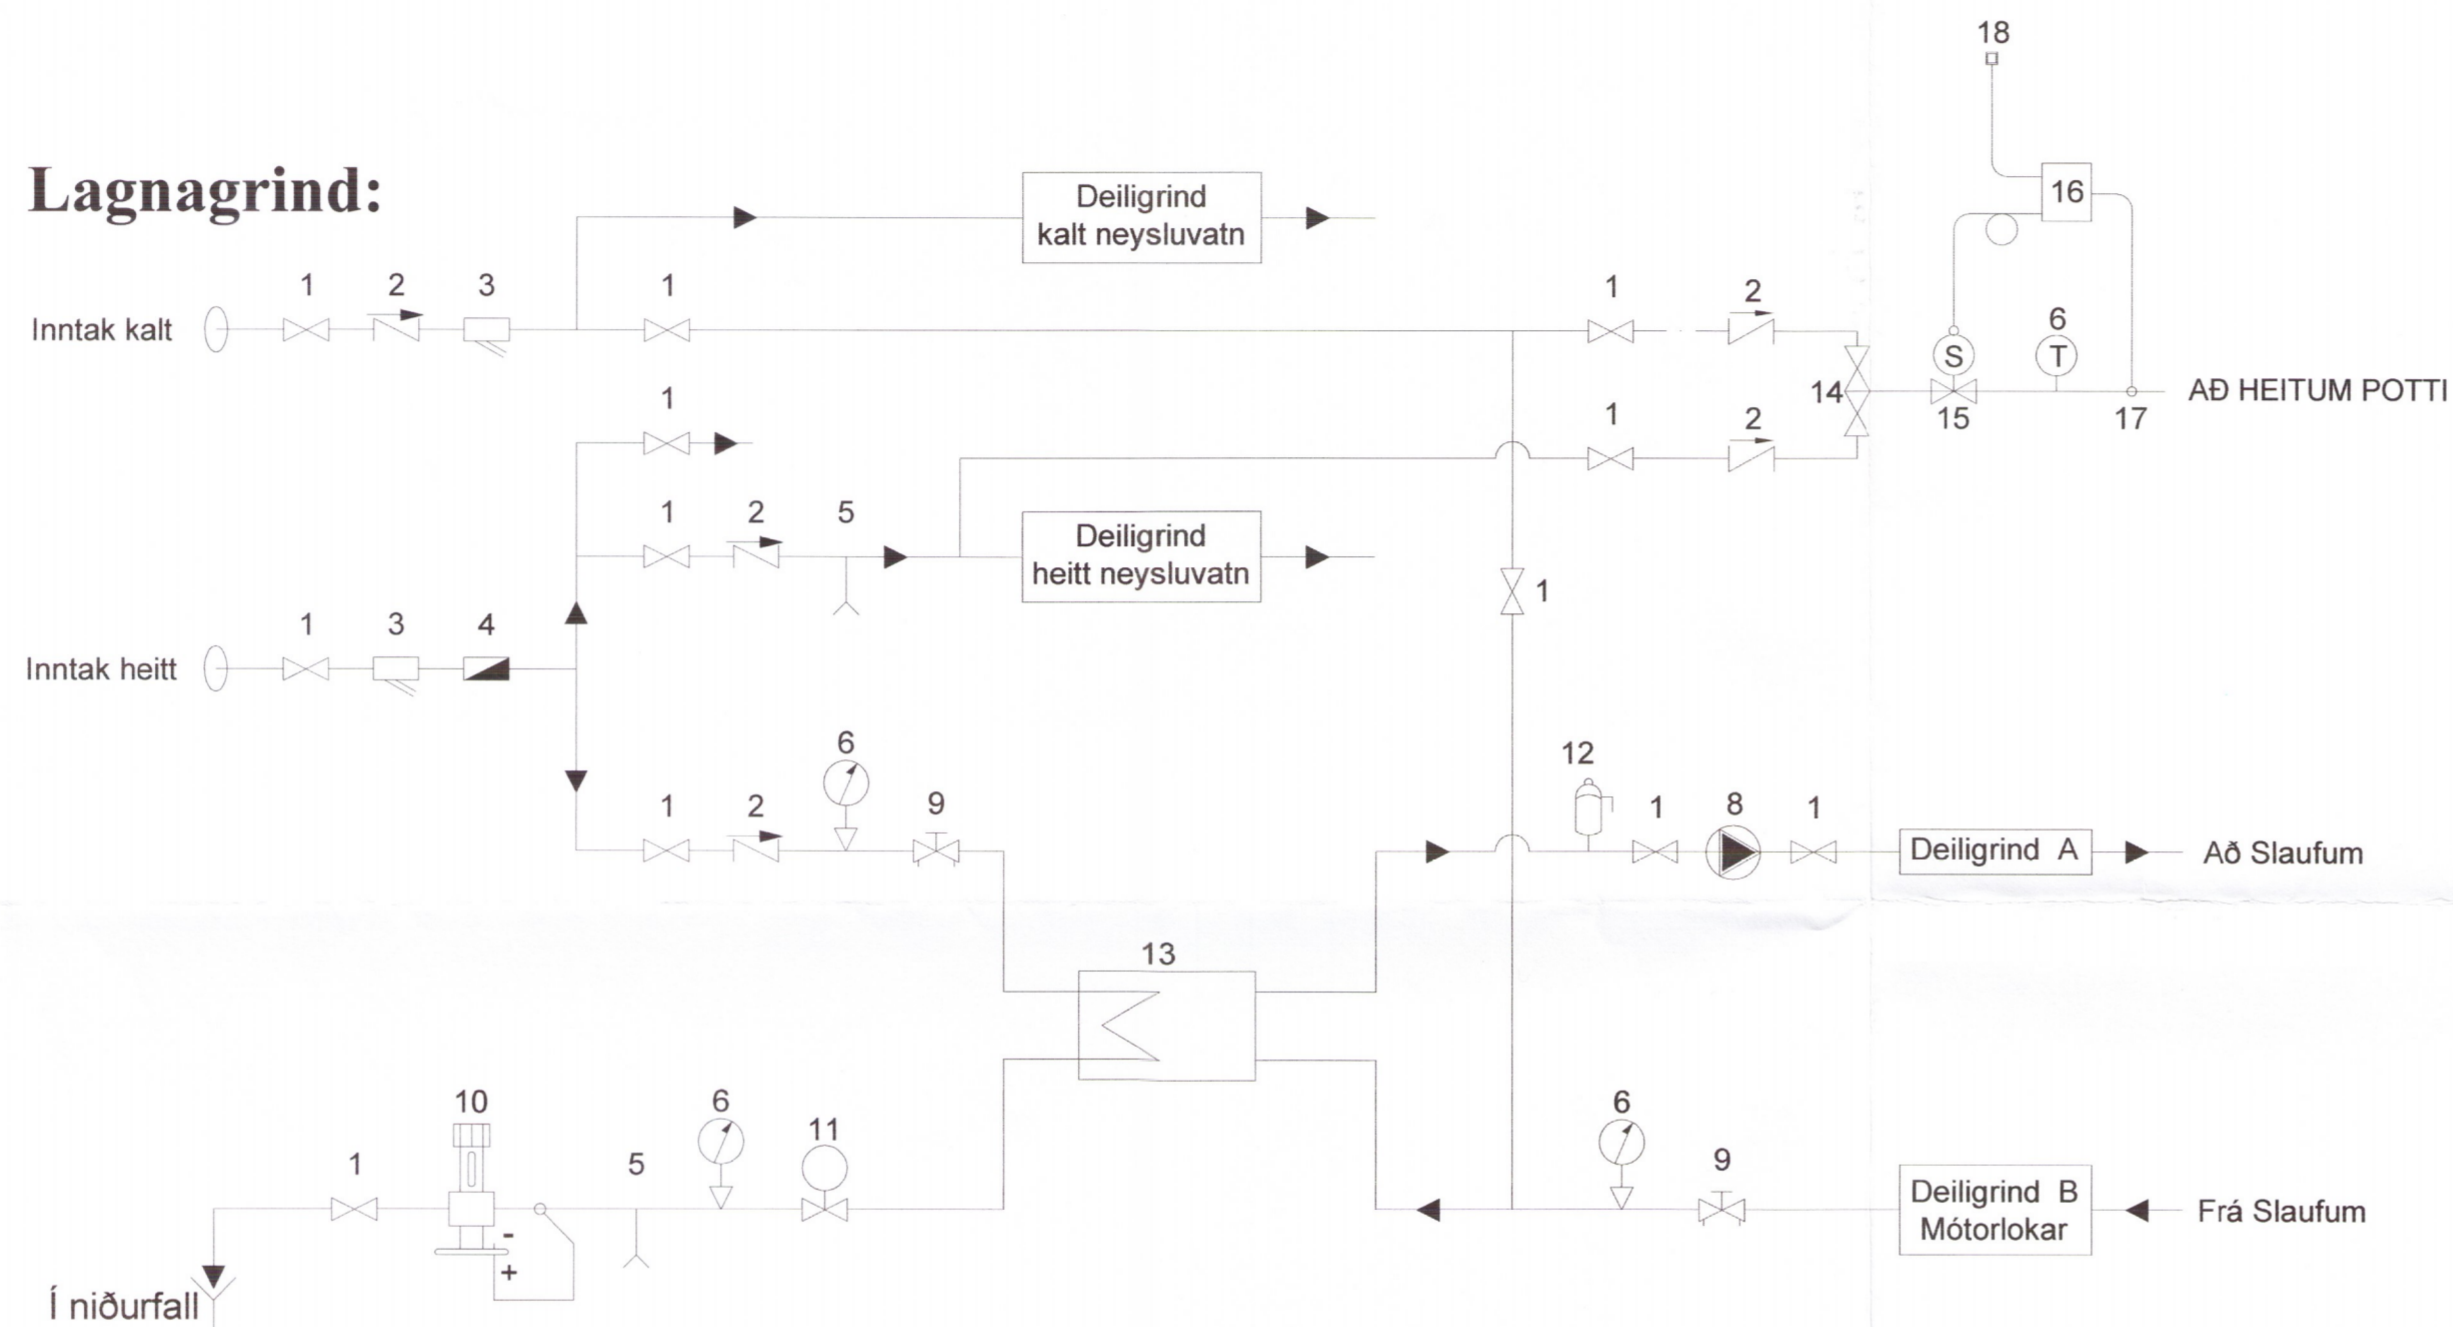 18
Lagnagrind:
Deiligrind
kalt neysluvatn
16
1 2 3 1 1 2 6
Inntak kalt
S T
14 15 17 AÐ HEITUM POTTI
1 1 2
1 2 5
Deiligrind
heitt neysluvatn
1
1 3 4
Inntak heitt
6 12
1 2 9 1 8 1
Deiligrind A
Að Slaufum
13
10 6 11 6
1 5 9
Deiligrind B
Mótorlokar
Frá Slaufum
-
+
Í niðurfall